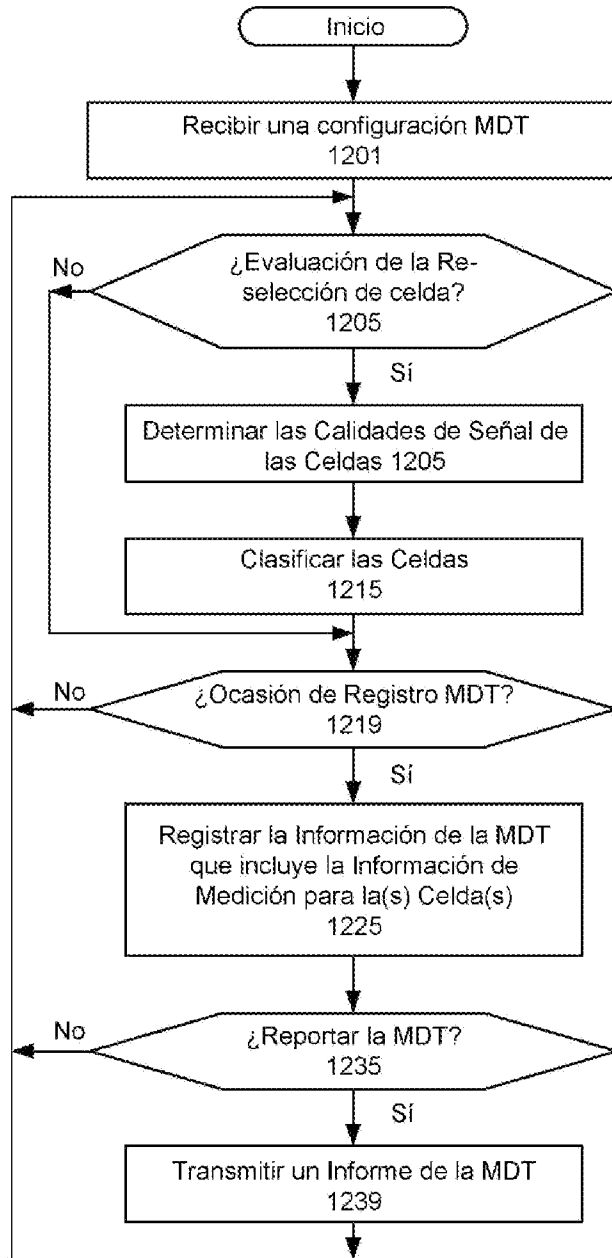 Inicio
Recibir una configuración MDT
1201
¿Evaluación de la Re-
selección de celda?
1205
No
Sí
Determinar las Calidades de Señal de
las Celdas 1205
Clasificar las Celdas
1215
¿Ocasión de Registro MDT?
1219
No
Sí
Registrar la Información de la MDT
que incluye la Información de
Medición para la(s) Celda(s)
1225
¿Reportar la MDT?
1235
No
Sí
Transmitir un Informe de la MDT
1239